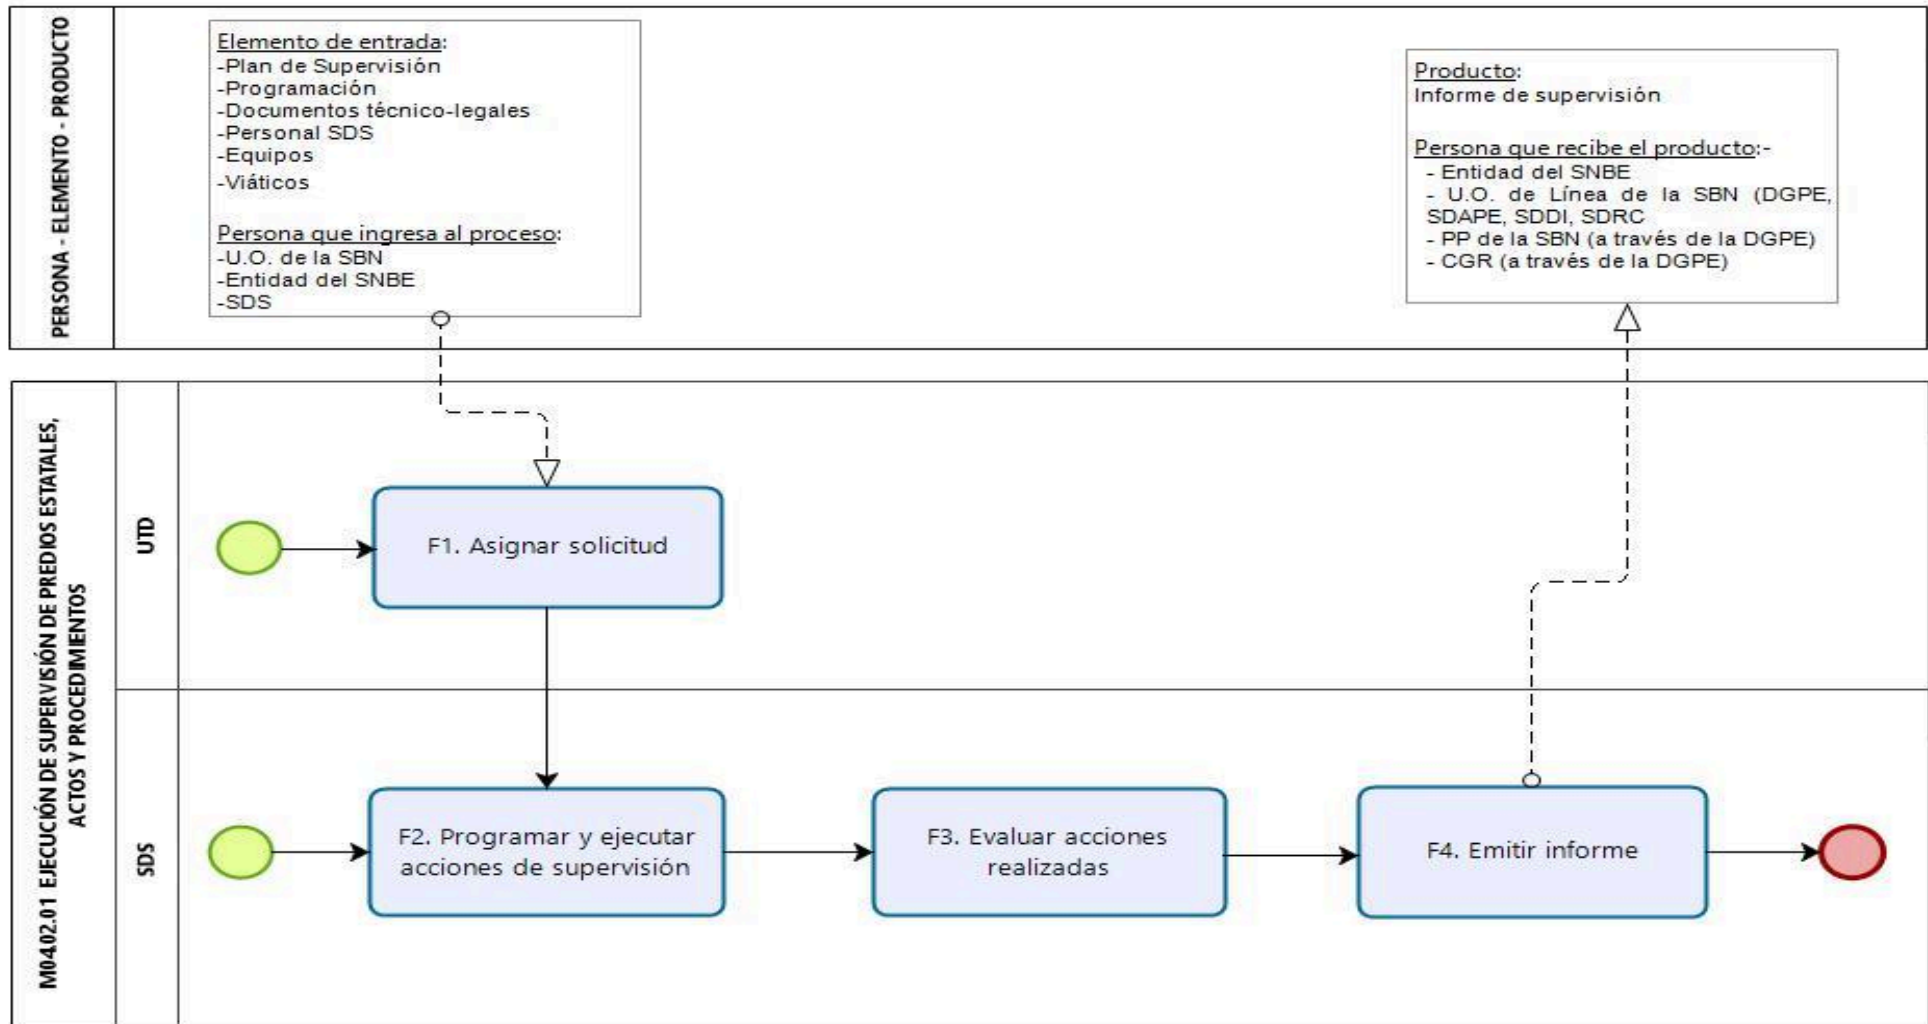 PERSONA - ELEMENTO - PRODUCTO
Elemento de entrada:
-Plan de Supervisión
-Programación
-Documentos técnico-legales
-Personal SDS
-Equipos
-Viáticos
Persona que ingresa al proceso:
-U.O. de la SBN
-Entidad del SNBE
-SDS
Producto:
Informe de supervisión
Persona que recibe el producto:-
- Entidad del SNBE
- U.O. de Línea de la SBN (DGPE,
SDAPE, SDDI, SDRC
- PP de la SBN (a través de la DGPE)
- CGR (a través de la DGPE)
M04.02.01 EJECUCIÓN DE SUPERVISIÓN DE PREDIOS ESTATALES,
ACTOS Y PROCEDIMIENTOS
UTD
F1. Asignar solicitud
SDS
F2. Programar y ejecutar
acciones de supervisión
F3. Evaluar acciones
realizadas
F4. Emitir informe